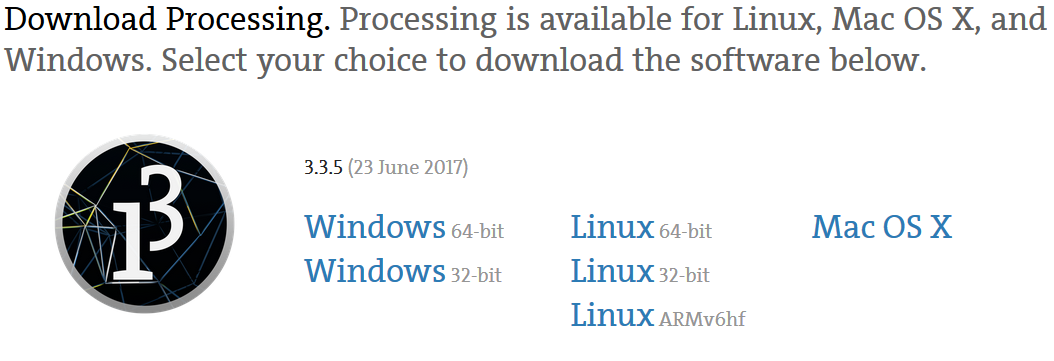 Download Processing. Processing is available for Linux, Mac OS X, and
Windows. Select your choice to download the software below.
3
3.3.5 (23 June 2017)
Windows 64-bit
Windows 32-bit
Linux 64-bit
Linux 32-bit
Linux ARMv6hf
Mac OS X